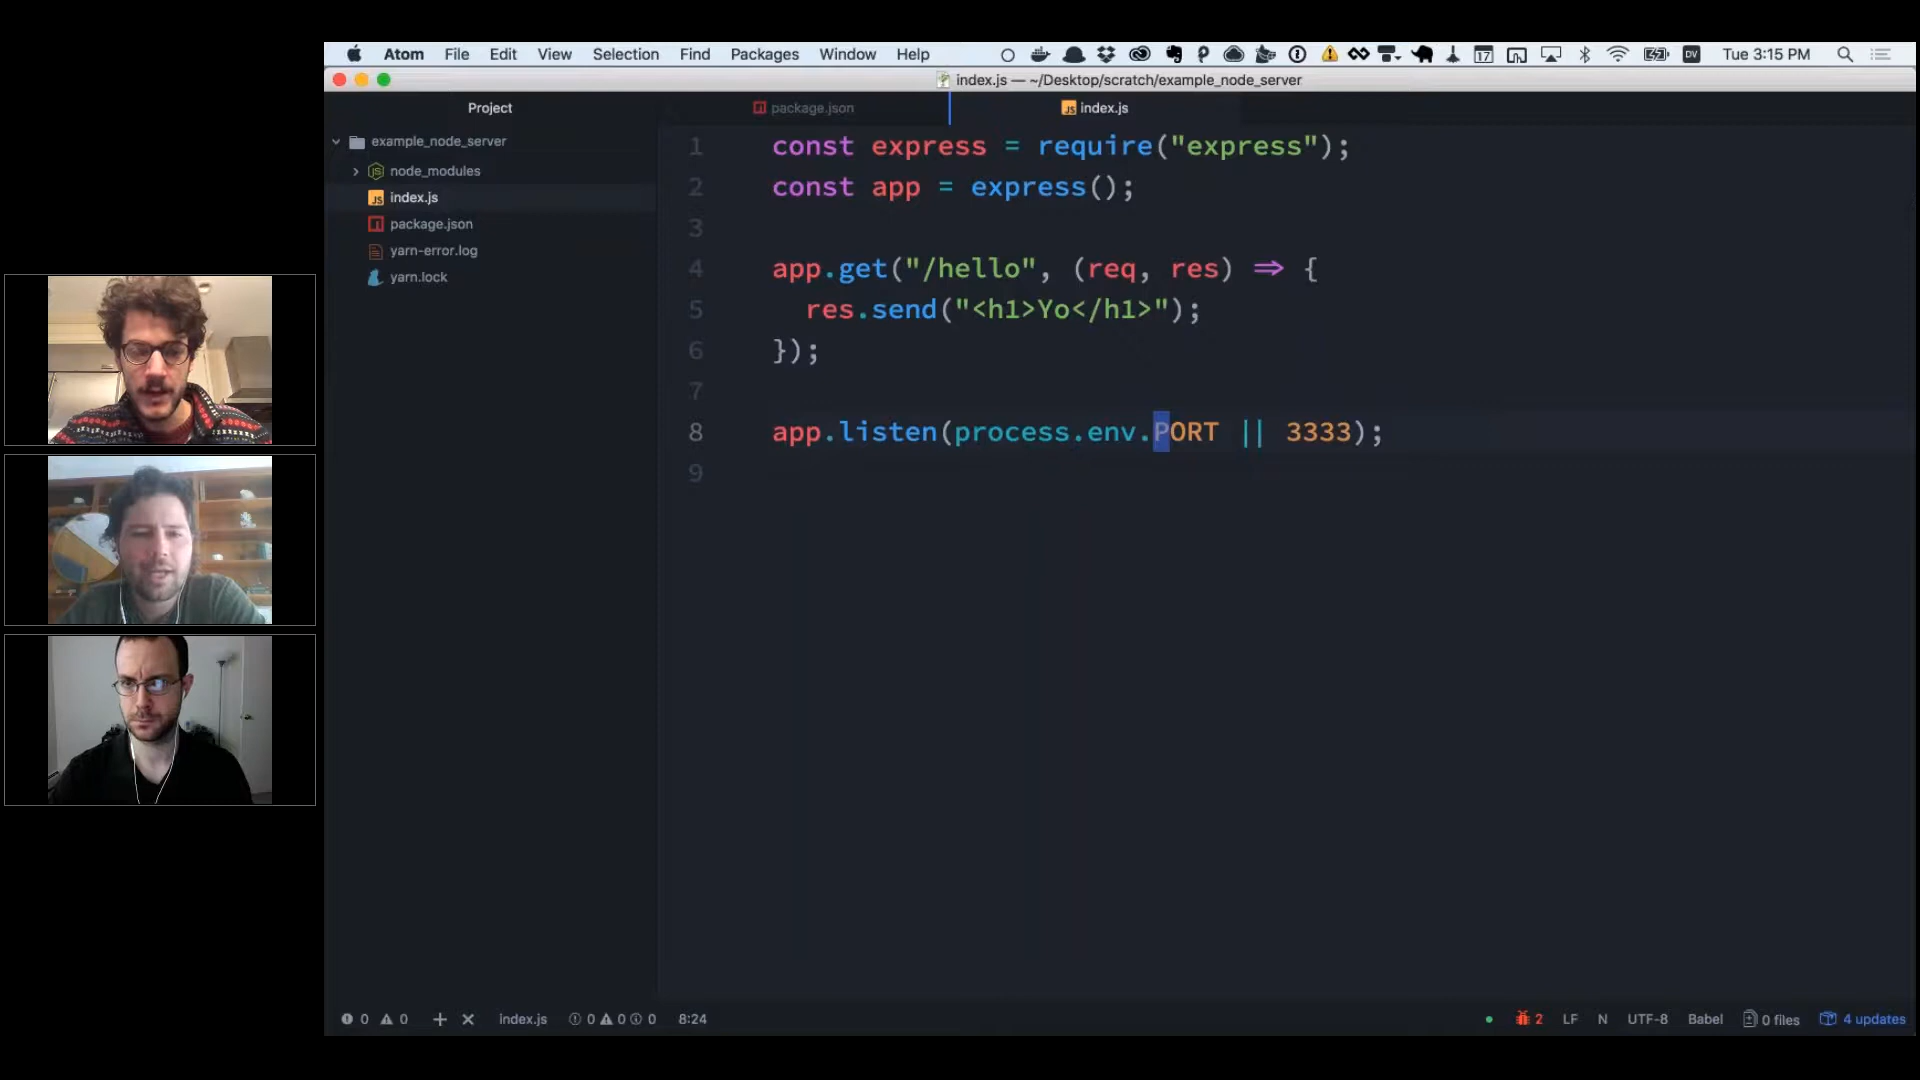 Atom File Edit View Selection Find Packages Window Help 17 DV Tue 3:15 PM
index.js — ~/Desktop/scratch/example_node_server
Project
package.json
index.js
example_node_server
node_modules
index.js
package.json
yarn-error.log
yarn.lock
1 const express = require("express");
2 const app = express();
3
4 app.get("/hello", (req, res) => {
5 res.send("<h1>Yo</h1>");
6 });
7
8 app.listen(process.env.PORT || 3333);
9
0 0 index.js 0 0 0 8:24 2 LF N UTF-8 Babel 0 files 4 updates